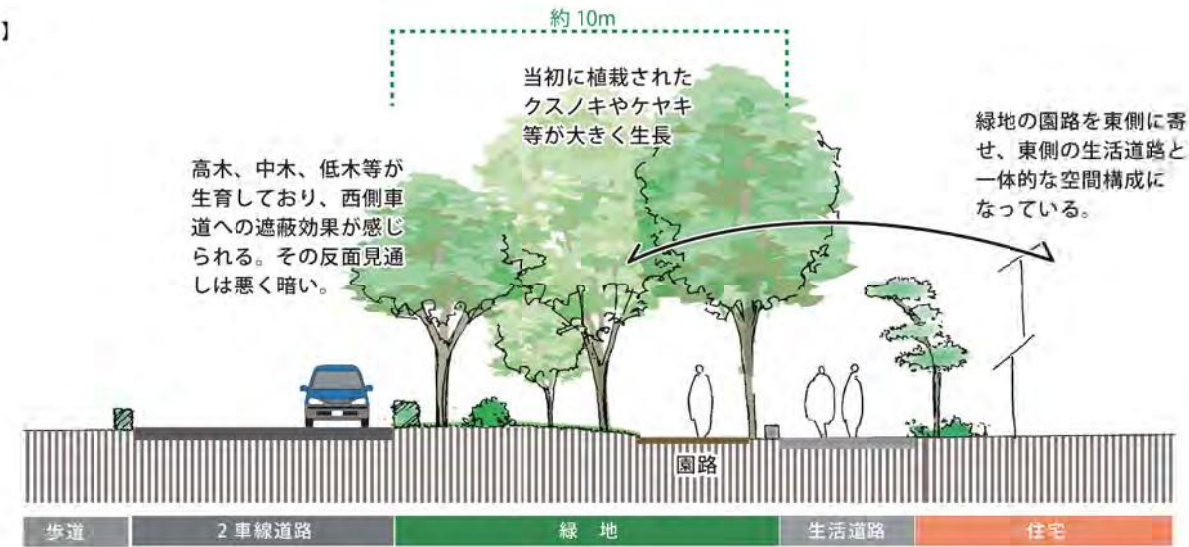 】
約 10m
当初に植栽された
クスノキやケヤキ
等が大きく生長
緑地の園路を東側に寄
せ、東側の生活道路と
一体的な空間構成に
なっている。
高木、中木、低木等が
生育しており、西側車
道への遮蔽効果が感じ
られる。その反面見通
しは悪く暗い。
園路
歩道
2 車線道路
緑 地
生活道路
住宅